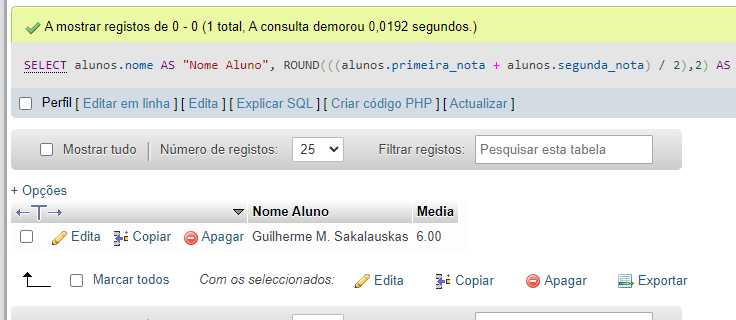 A mostrar registos de 0 - 0 (1 total, A consulta demorou 0,0192 segundos.)
SELECT alunos.nome AS "Nome Aluno", ROUND(((alunos.primeira_nota + alunos.segunda_nota) / 2),2) AS
Perfil [ Editar em linha ] [ Edita ] [ Explicar SQL ] [ Criar código PHP ] [ Actualizar ]
Mostrar tudo Número de registos: 25 Filtrar registos: Pesquisar esta tabela
+ Opções
Nome Aluno Media
Edita Copiar Apagar Guilherme M. Sakalauskas 6.00
Marcar todos Com os seleccionados: Edita Copiar Apagar Exportar